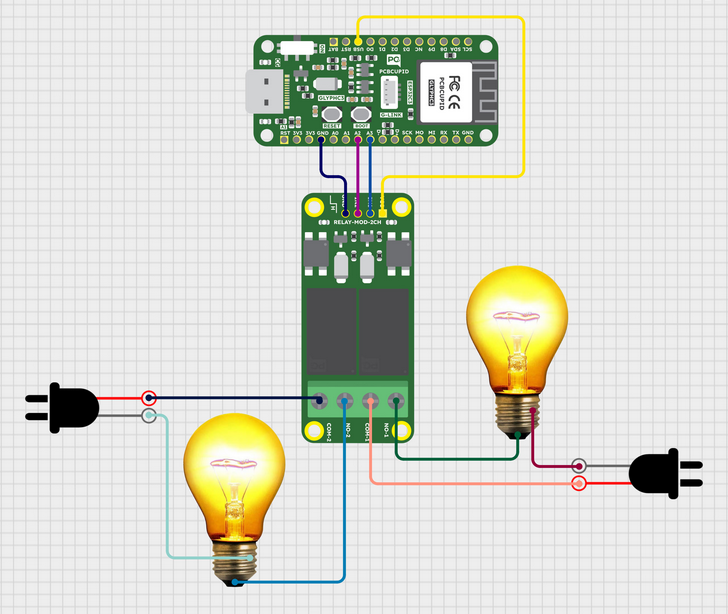 BAT RST USB D0 D1 D2 D3 NC D9 D8 SDA SCL
PC
PCBCUPID
GLYPHC3
G-LINK
ESP32C3
RESET
BOOT
FC CE
PCBCUPID
GLYPHC3
RST 3V3 3V3 GND A0 A1 A2 A3 SCK MO MI RX TX GND
RELAY-MOD-2CH
COM-2
NO-2
COM-1
NO-1